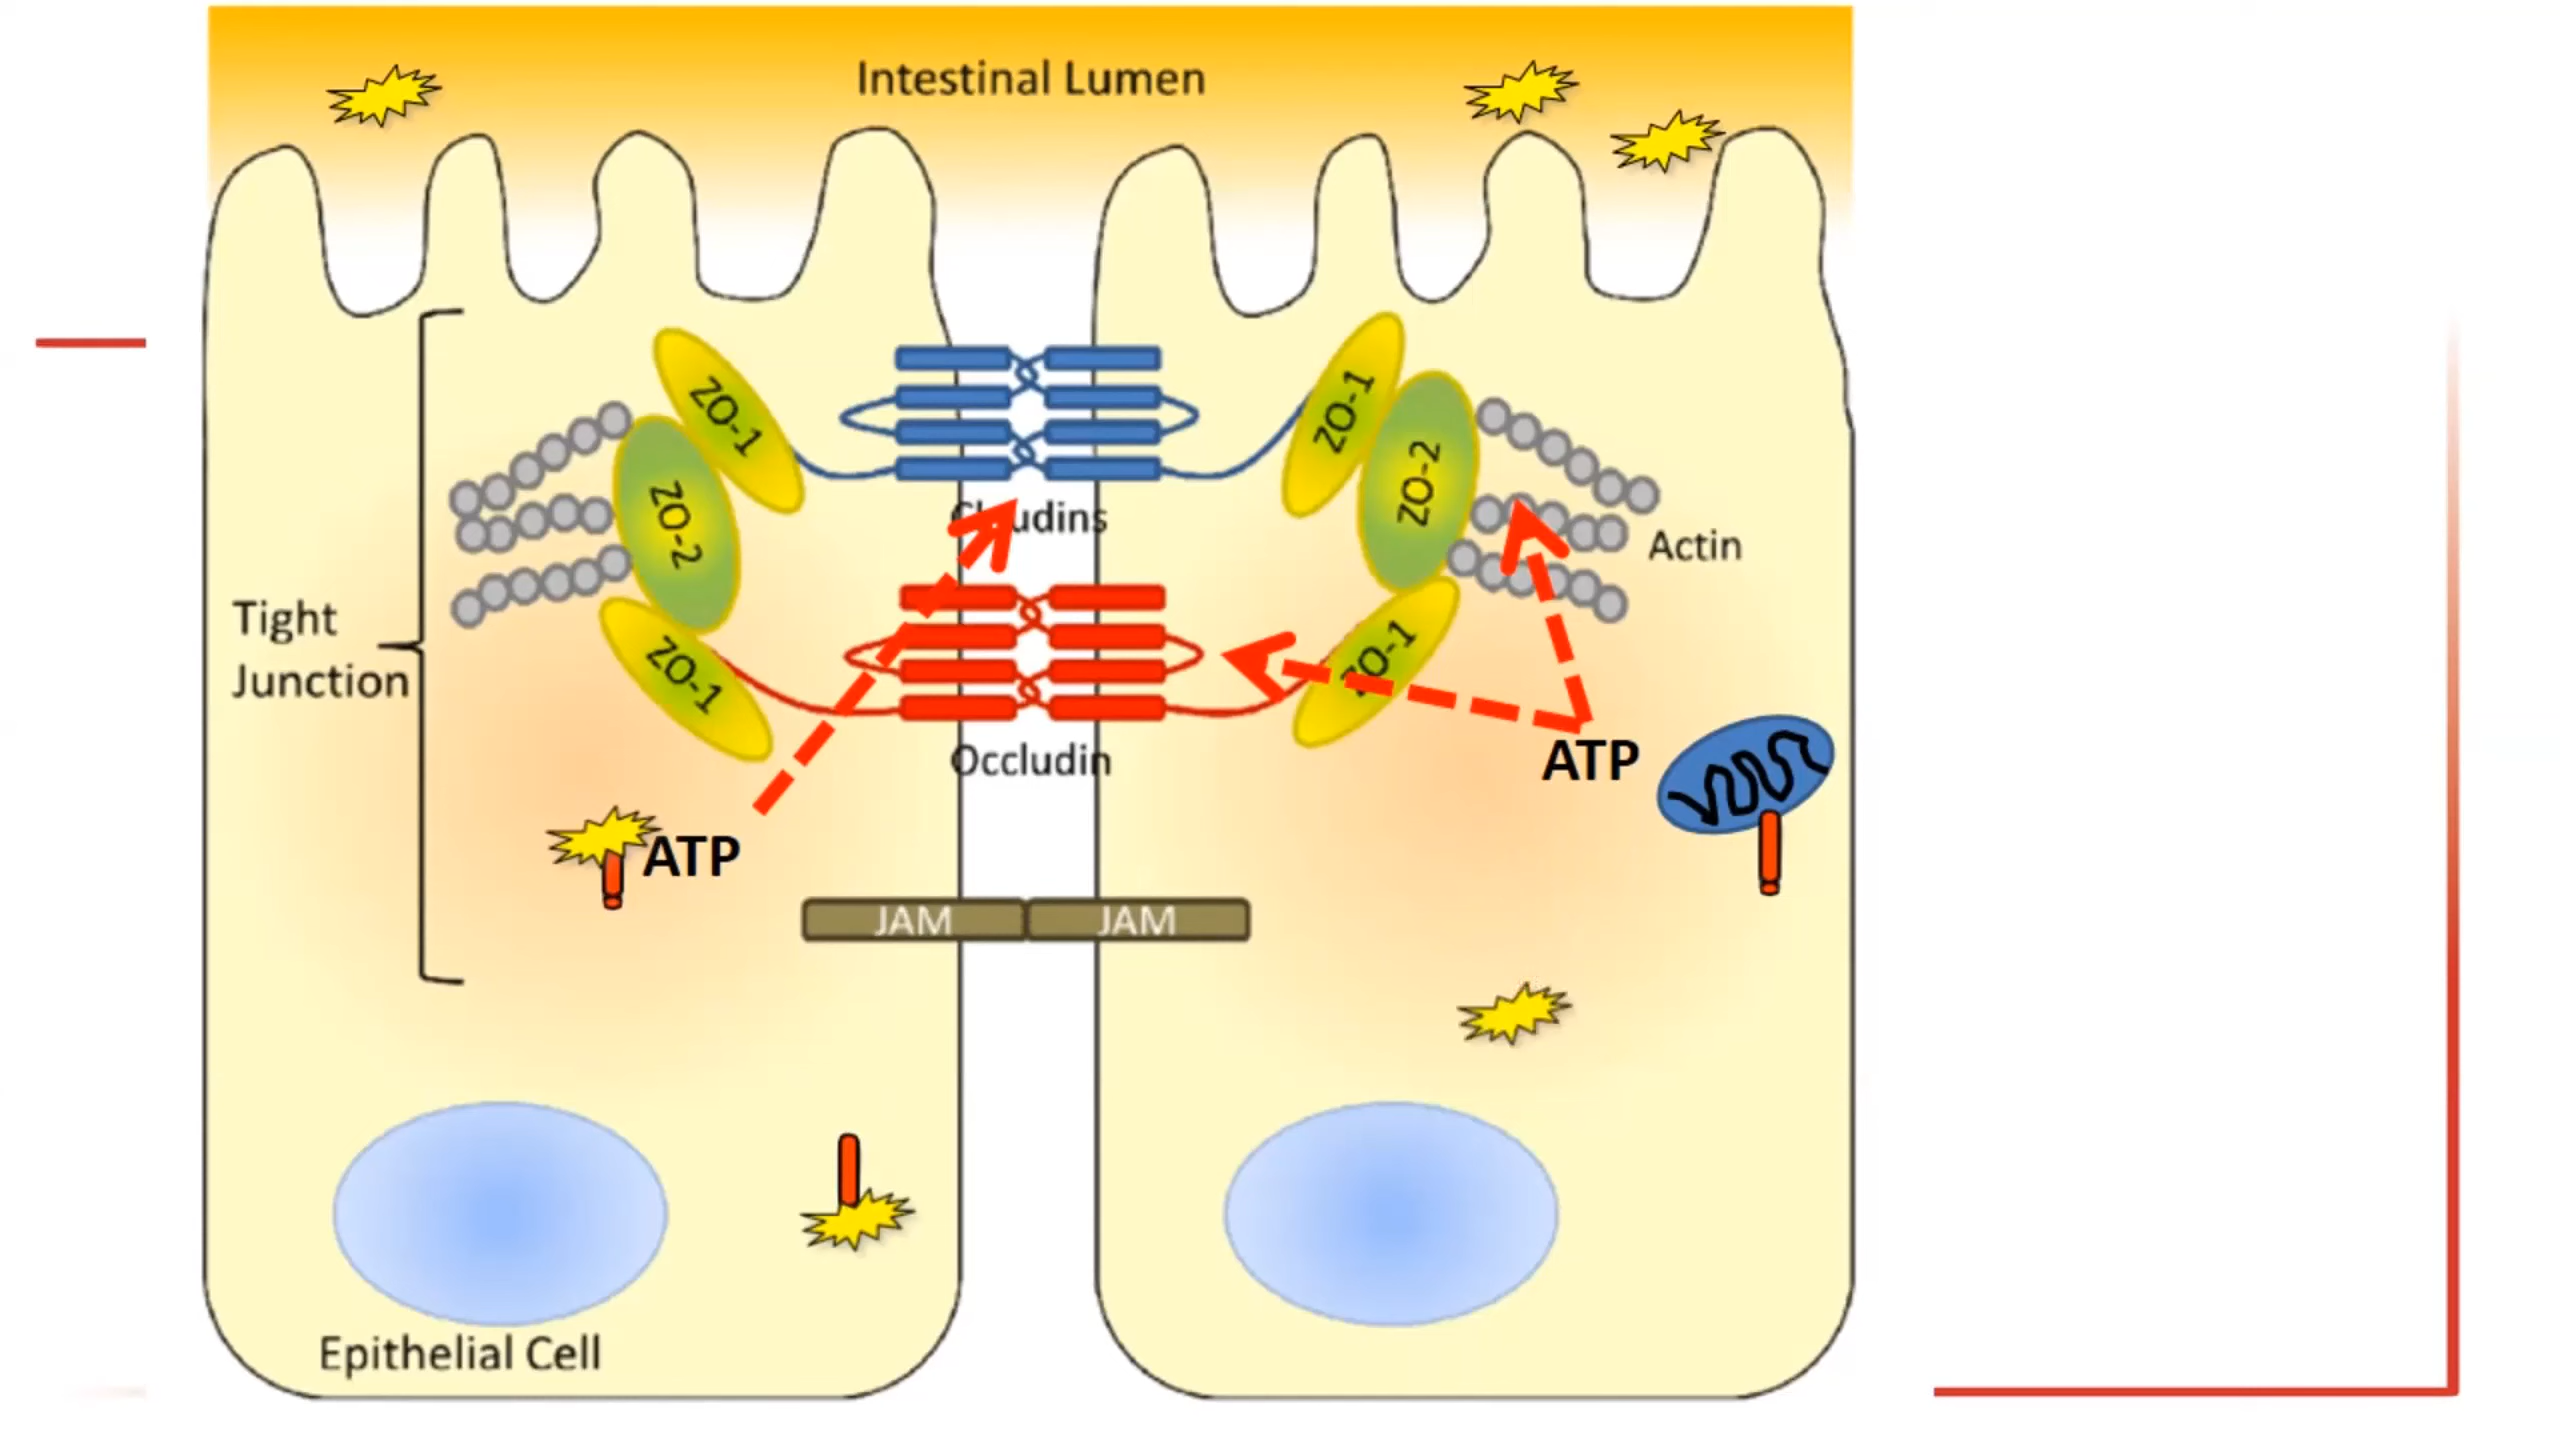 Intestinal Lumen
ZO-1
ZO-1
ZO-2
ZO-2
Claudins
Actin
Tight
Junction
ZO-1
ZO-1
Occludin
ATP
ATP
JAM
JAM
Epithelial Cell